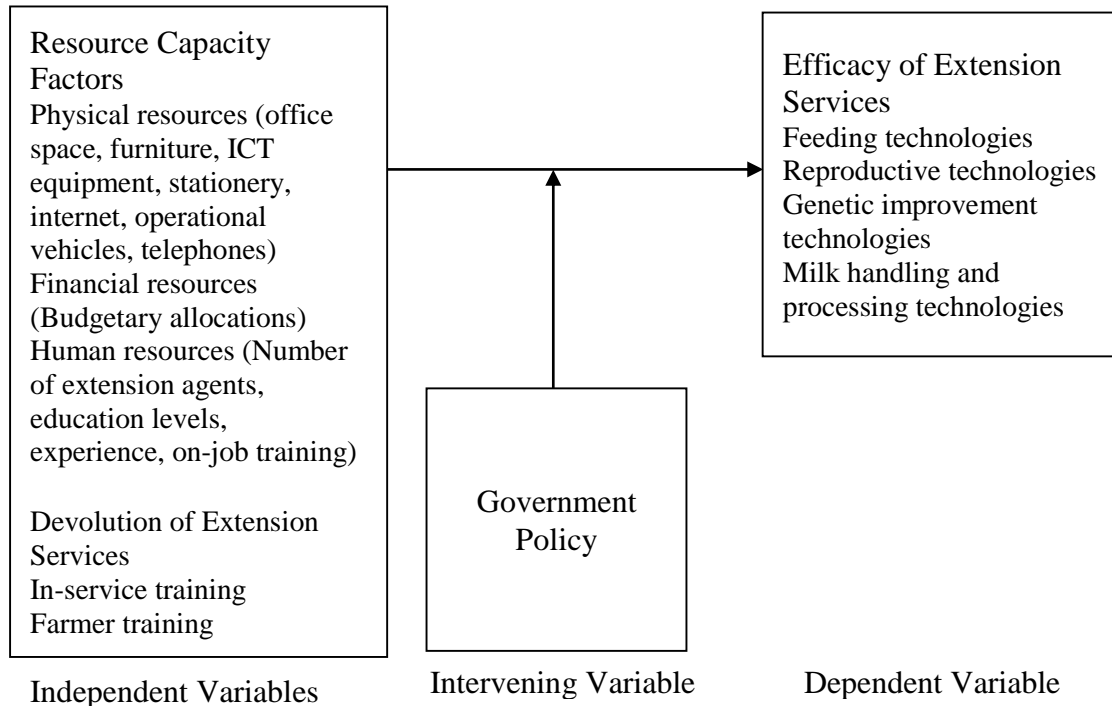 Resource Capacity
Factors
Physical resources (office
space, furniture, ICT
equipment, stationery,
internet, operational
vehicles, telephones)
Financial resources
(Budgetary allocations)
Human resources (Number
of extension agents,
education levels,
experience, on-job training)
Devolution of Extension
Services
In-service training
Farmer training
Independent Variables
Government
Policy
Intervening Variable
Efficacy of Extension
Services
Feeding technologies
Reproductive technologies
Genetic improvement
technologies
Milk handling and
processing technologies
Dependent Variable